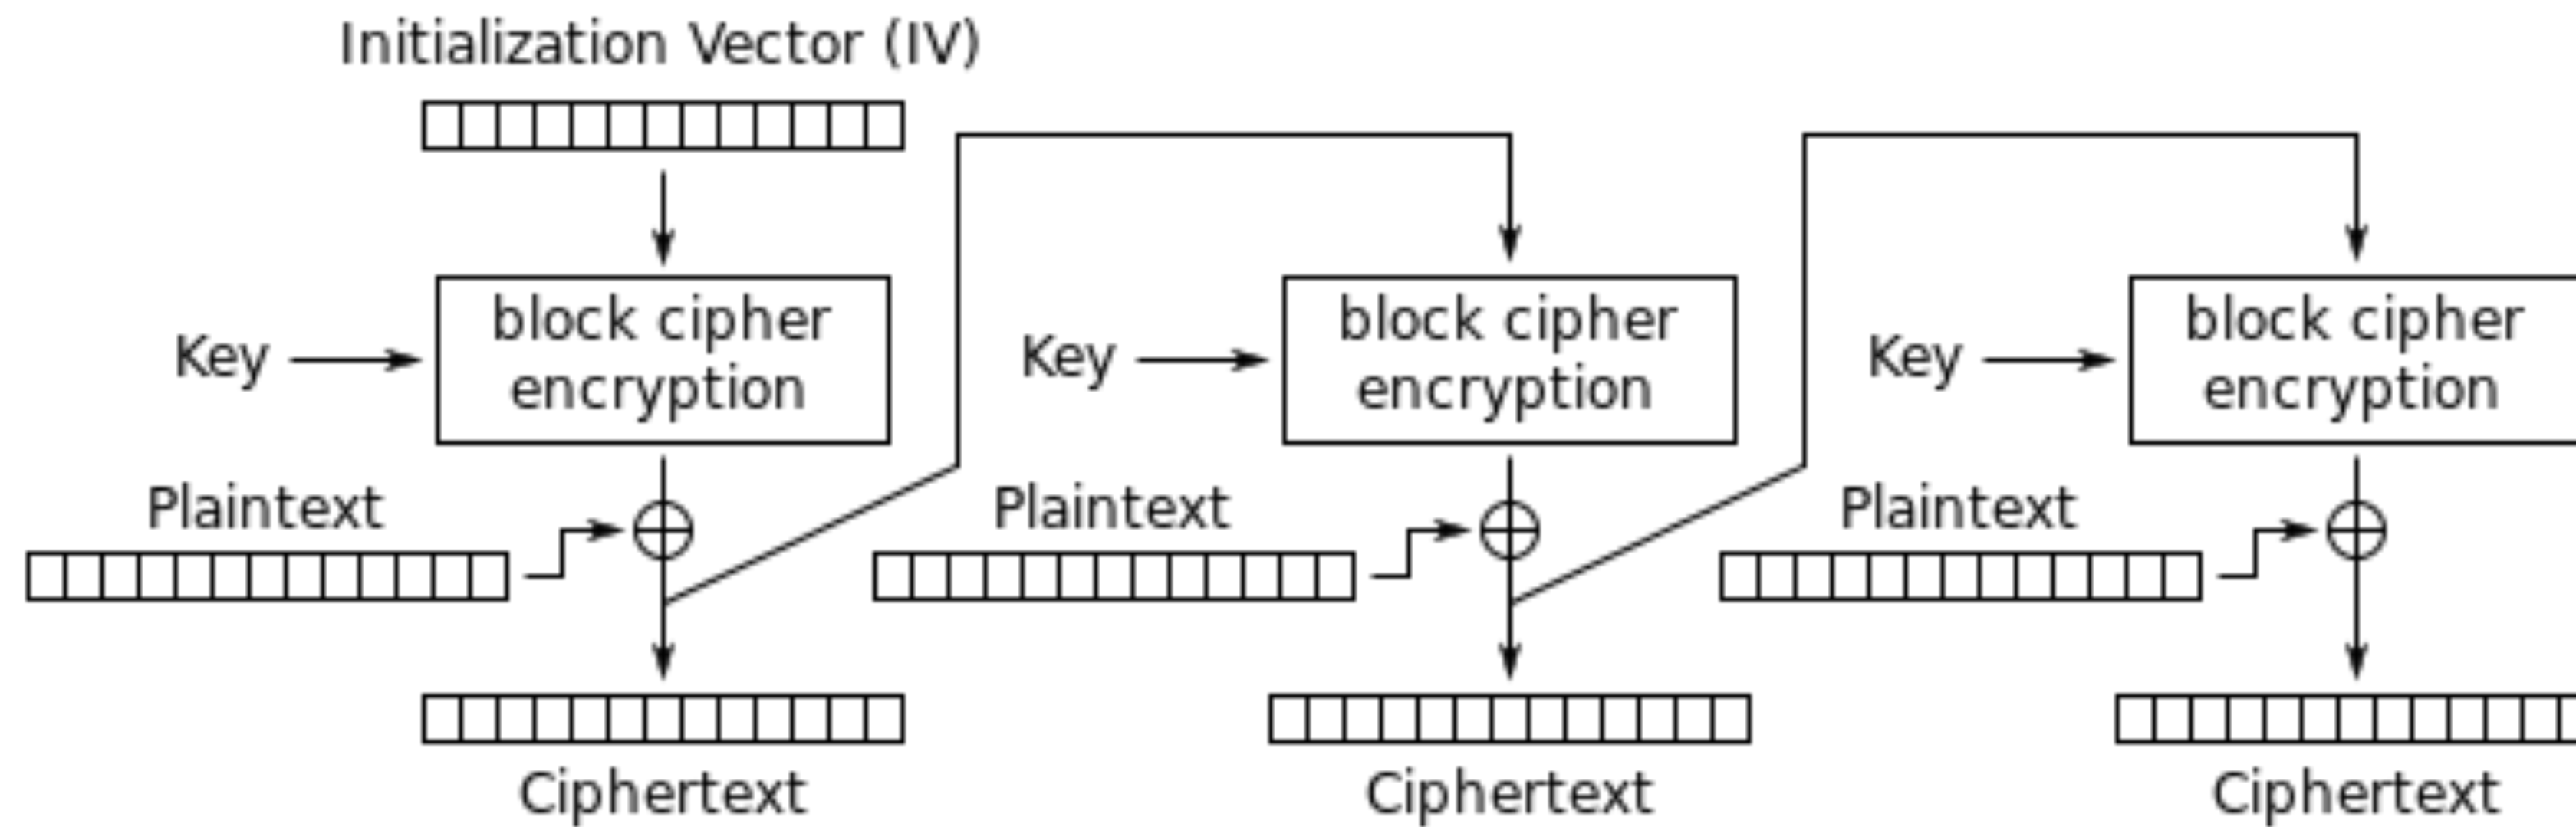 Initialization Vector (IV)
Key
block cipher
encryption
Key
block cipher
encryption
Key
block cipher
encryption
Plaintext
Plaintext
Plaintext
Ciphertext
Ciphertext
Ciphertext